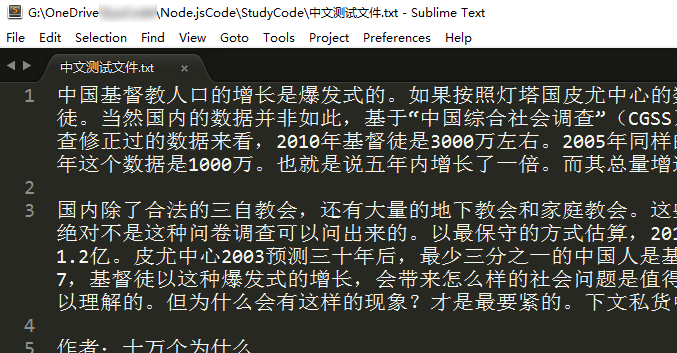 G:\OneDrive \Node.jsCode\StudyCode\中文测试文件.txt - Sublime Text
File Edit Selection Find View Goto Tools Project Preferences Help
中文测试文件.txt ×
1 中国基督教人口的增长是爆发式的。如果按照灯塔国皮尤中心的数
徒。当然国内的数据并非如此，基于“中国综合社会调查”（CGSS）
查修正过的数据来看，2010年基督徒是3000万左右。2005年同样的
年这个数据是1000万。也就是说五年内增长了一倍。而其总量增过
2
3 国内除了合法的三自教会，还有大量的地下教会和家庭教会。这些
绝对不是这种问卷调查可以问出来的。以最保守的方式估算，201
1.2亿。皮尤中心2003预测三十年后，最少三分之一的中国人是基
7，基督徒以这种爆发式的增长，会带来怎么样的社会问题是值得
以理解的。但为什么会有这样的现象？才是最要紧的。下文私货
4
5 作者：十万个为什么